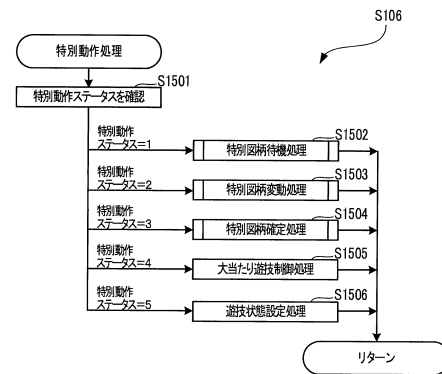 S106
特別動作処理
S1501
特別動作ステータスを確認
特別動作
ステータス=1
S1502
特別図柄待機処理
特別動作
ステータス=2
S1503
特別図柄変動処理
特別動作
ステータス=3
S1504
特別図柄確定処理
特別動作
ステータス=4
S1505
大当たり遊技制御処理
特別動作
ステータス=5
S1506
遊技状態設定処理
リターン